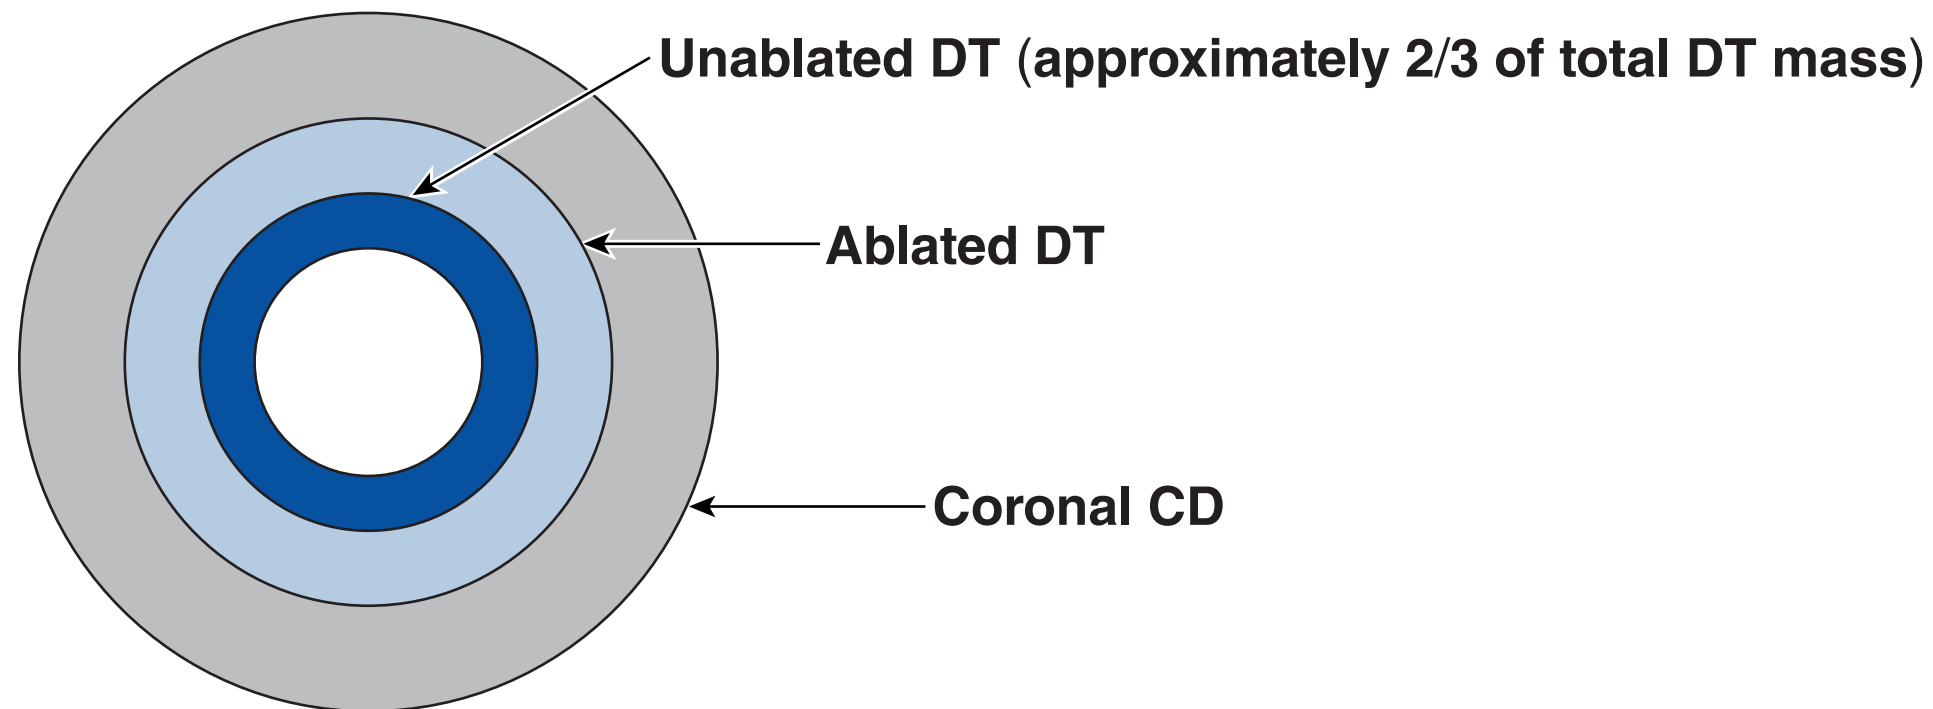 Unablated DT (approximately 2/3 of total DT mass)
Ablated DT
Coronal CD